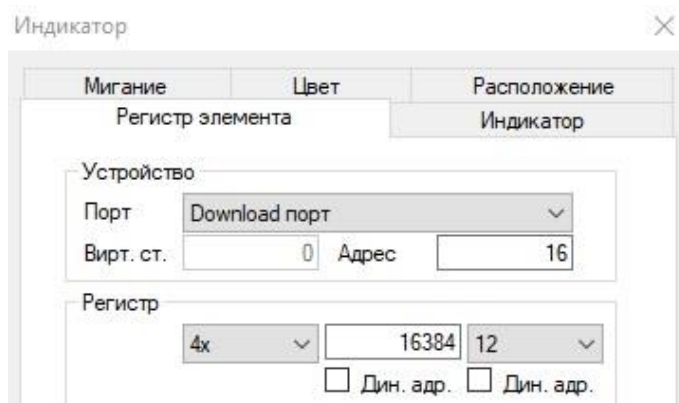 Индикатор
Мигание Цвет Расположение
Регистр элемента Индикатор
Устройство
Порт Download порт
Вирт. ст. 0 Адрес 16
Регистр
4x 16384 12
Дин. адр. Дин. адр.